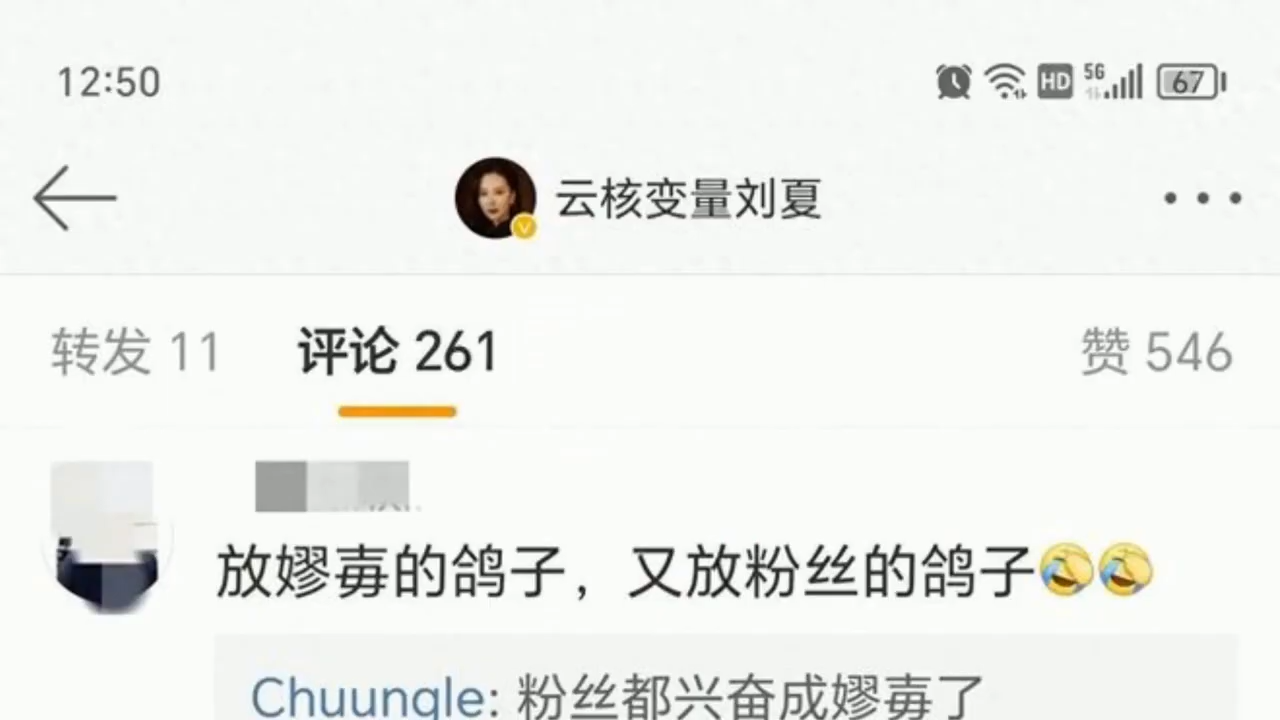 12:50
HD 5G 67
云核变量刘夏
转发 11 评论 261 赞 546
放嫪毐的鸽子，又放粉丝的鸽子🤣🤣
Chuungle: 粉丝都兴奋成嫪毐了